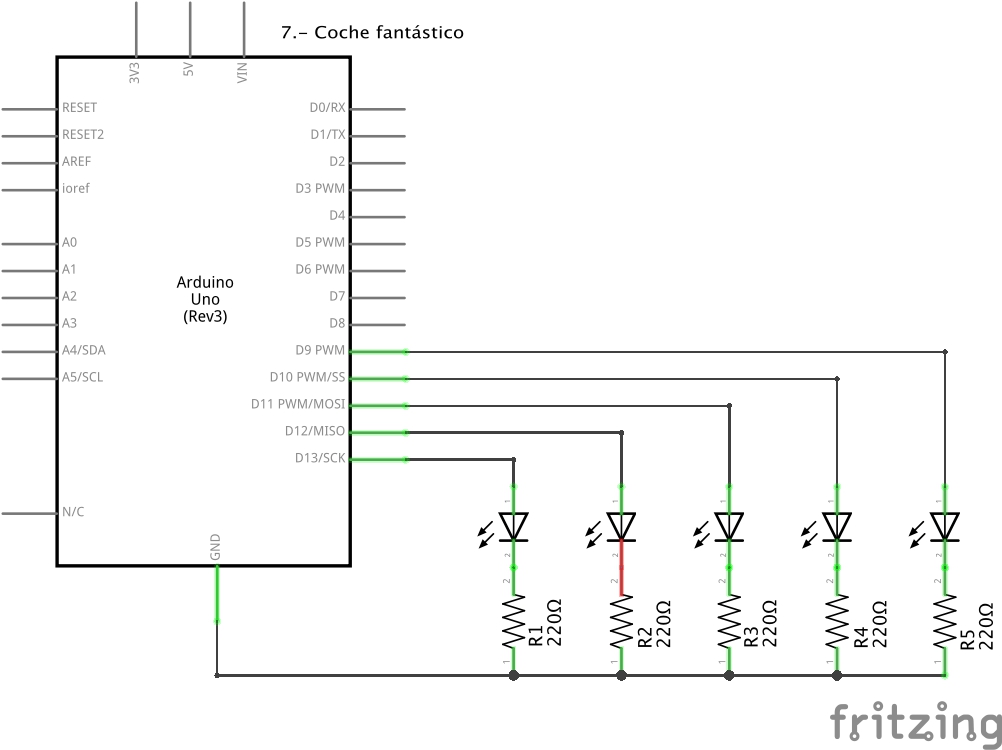 7.- Coche fantástico
3V3
5V
VIN
RESET
RESET2
AREF
ioref
A0
A1
A2
A3
A4/SDA
A5/SCL
N/C
Arduino
Uno
(Rev3)
D0/RX
D1/TX
D2
D3 PWM
D4
D5 PWM
D6 PWM
D7
D8
D9 PWM
D10 PWM/SS
D11 PWM/MOSI
D12/MISO
D13/SCK
GND
1 1 1 1 1
2 2 2 2 2
2 2 2 2 2
R1
220Ω
R2
220Ω
R3
220Ω
R4
220Ω
R5
220Ω
1 1 1 1 1
fritzing